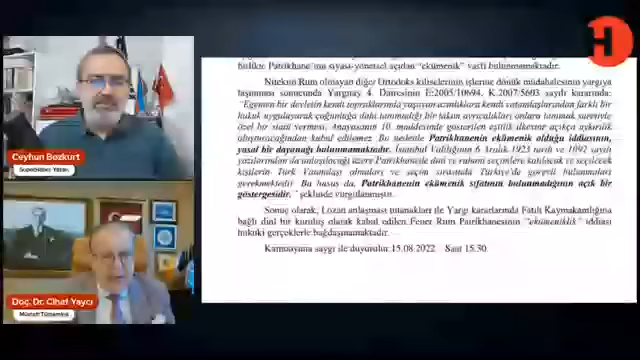 birlikte Patrikhane'nin siyasi-yönetsel açıdan "ekümenik" vasfı bulunmamaktadır.
Nitekim Rum olmayan diğer Ortodoks kiliselerinin işlerine dönük müdahalesinin yargıya
taşınması sonucunda Yargıtay 4. Dairesinin E:2005/10694, K.2007/5603 sayılı kararında:
"Egemen bir devletin kendi topraklarında yaşayan azınlıklara kendi vatandaşlarından farklı bir
hukuk uygulayarak çoğunluğa dahi tanımadığı bir takım ayrıcalıkları onlara tanımak suretiyle
özel bir statü vermesi, Anayasanın 10. maddesinde gösterilen eşitlik ilkesine açıkça aykırılık
oluşturacağından kabul edilemez. Bu nedenle Patrikhanenin ekümenik olduğu iddiasının,
yasal bir dayanağı bulunmamaktadır. İstanbul Valiliğinin 6 Aralık 1923 tarih ve 1092 sayılı
yazılarından da anlaşılacağı üzere Patrikhanede dini ve ruhani seçimlere katılacak ve seçilecek
kişilerin Türk Vatandaşı olmaları ve seçim sırasında Türkiye'de görevli bulunmaları
gerekmektedir. Bu husus da, Patrikhanenin ekümenik sıfatının bulunmadığının açık bir
göstergesidir." şeklinde vurgulanmıştır.
Sonuç olarak, Lozan anlaşması tutanakları ile Yargı kararlarında Fatih Kaymakamlığına
bağlı dini bir kuruluş olarak kabul edilen Fener Rum Patrikhanesinin "ekümeniklik" iddiası
hukuki gerçeklerle bağdaşmamaktadır.
Kamuoyuna saygı ile duyurulur.15.08.2022 Saat 15.30
Ceyhun Bozkurt
SuperHaber Yazarı
Doç. Dr. Cihat Yaycı
Müstafi Tümamiral